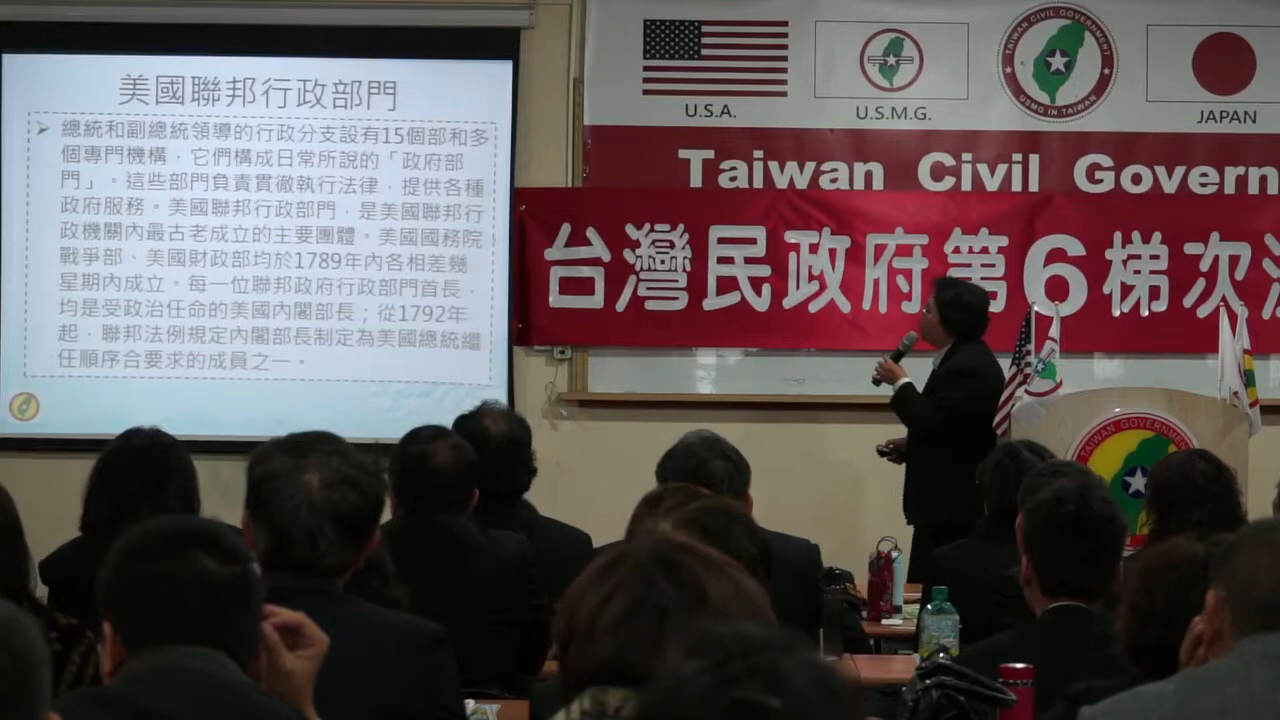 美國聯邦行政部門
➤ 總統和副總統領導的行政分支設有15個部和多
個專門機構，它們構成日常所說的「政府部
門」。這些部門負責貫徹執行法律，提供各種
政府服務。美國聯邦行政部門，是美國聯邦行
政機關內最古老成立的主要團體。美國國務院
戰爭部、美國財政部均於1789年內各相差幾
星期內成立。每一位聯邦政府行政部門首長，
均是受政治任命的美國內閣部長；從1792年
起，聯邦法例規定內閣部長制定為美國總統繼
任順序合要求的成員之一。
U.S.A.
U.S.M.G.
TAIWAN CIVIL GOVERNMENT
USMG IN TAIWAN
JAPAN
Taiwan Civil Governm
台灣民政府第6梯次
TAIWAN GOVERNMENT